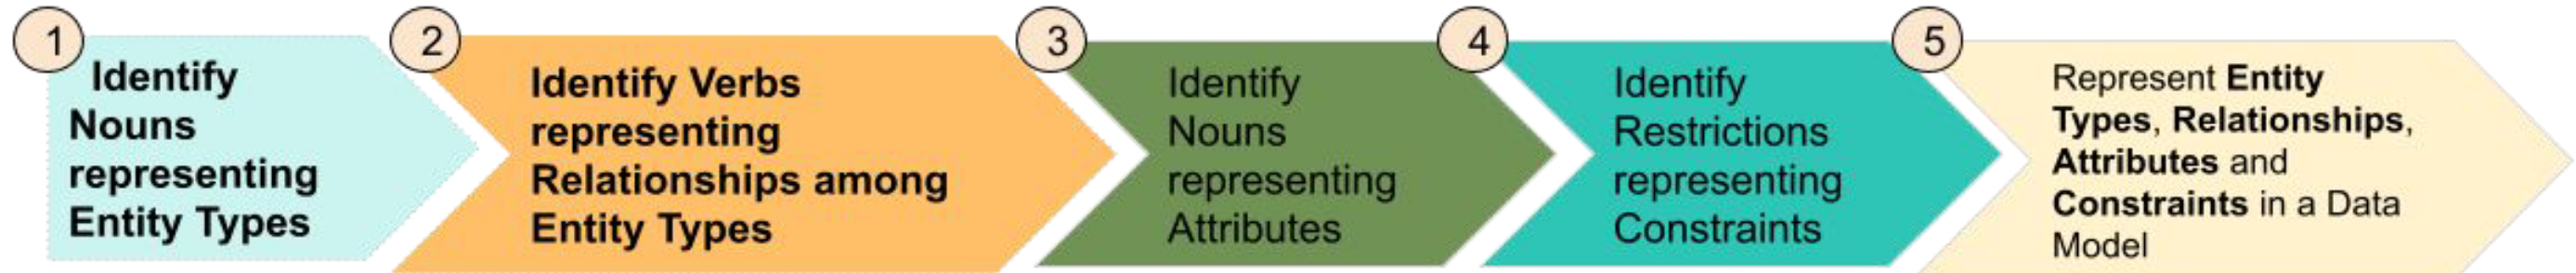 1
Identify
Nouns
representing
Entity Types
2
Identify Verbs
representing
Relationships among
Entity Types
3
Identify
Nouns
representing
Attributes
4
Identify
Restrictions
representing
Constraints
5
Represent Entity
Types, Relationships,
Attributes and
Constraints in a Data
Model